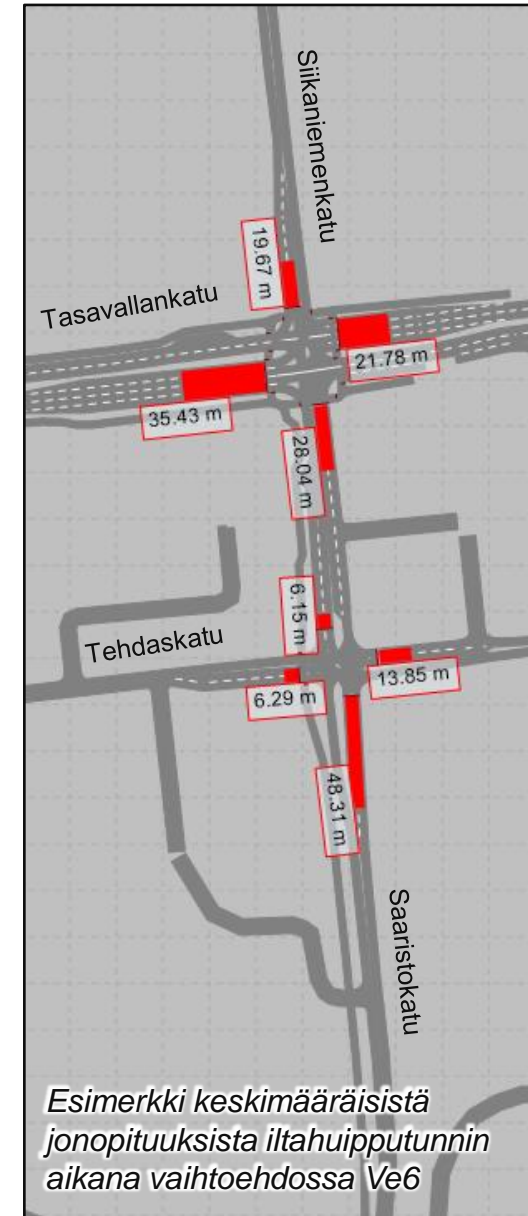 Siikaniemenkatu
19.67 m
Tasavallankatu
21.78 m
35.43 m
28.04 m
6.15 m
Tehdaskatu
13.85 m
6.29 m
48.31 m
Saaristokatu
Esimerkki keskimääräisistä
jonopituuksista iltahuipputunnin
aikana vaihtoehdossa Ve6